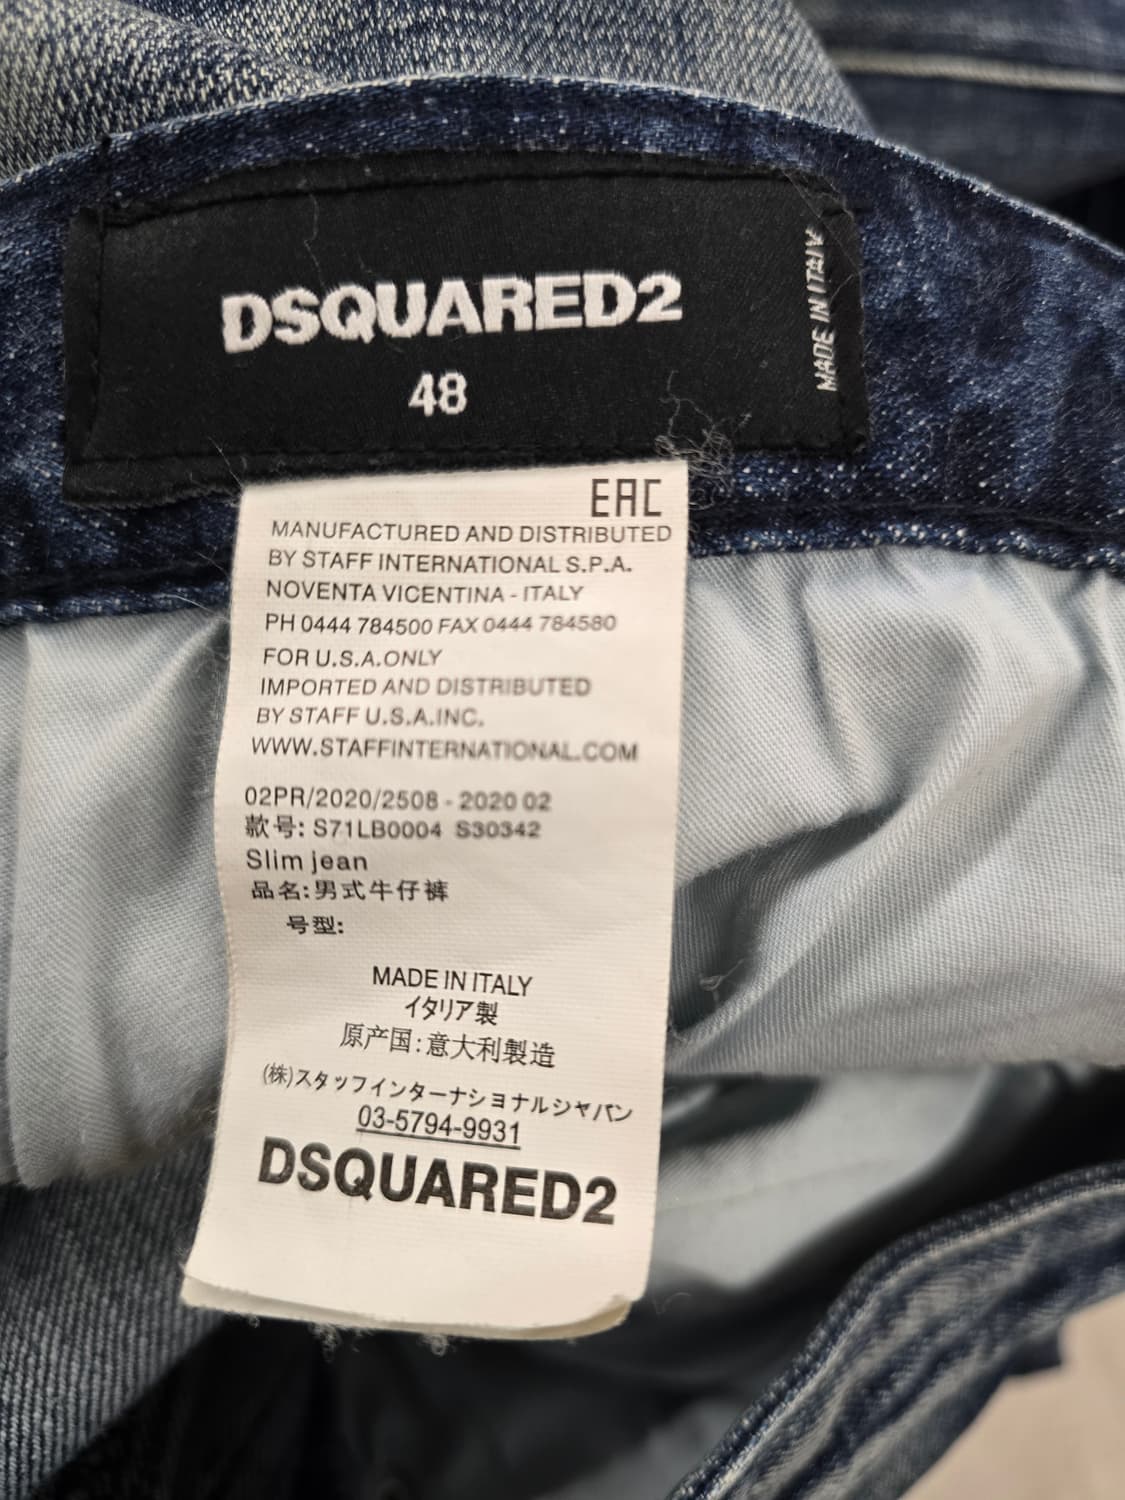 DSQUARED2
48
MADE IN ITALY
EAC
MANUFACTURED AND DISTRIBUTED
BY STAFF INTERNATIONAL S.P.A.
NOVENTA VICENTINA - ITALY
PH 0444 784500 FAX 0444 784580
FOR U.S.A.ONLY
IMPORTED AND DISTRIBUTED
BY STAFF U.S.A.INC.
WWW.STAFFINTERNATIONAL.COM
02PR/2020/2508 - 2020 02
款号: S71LB0004 S30342
Slim jean
品名:男式牛仔裤
号型:
MADE IN ITALY
イタリア製
原产国:意大利製造
(株)スタッフインターナショナルジャパン
03-5794-9931
DSQUARED2